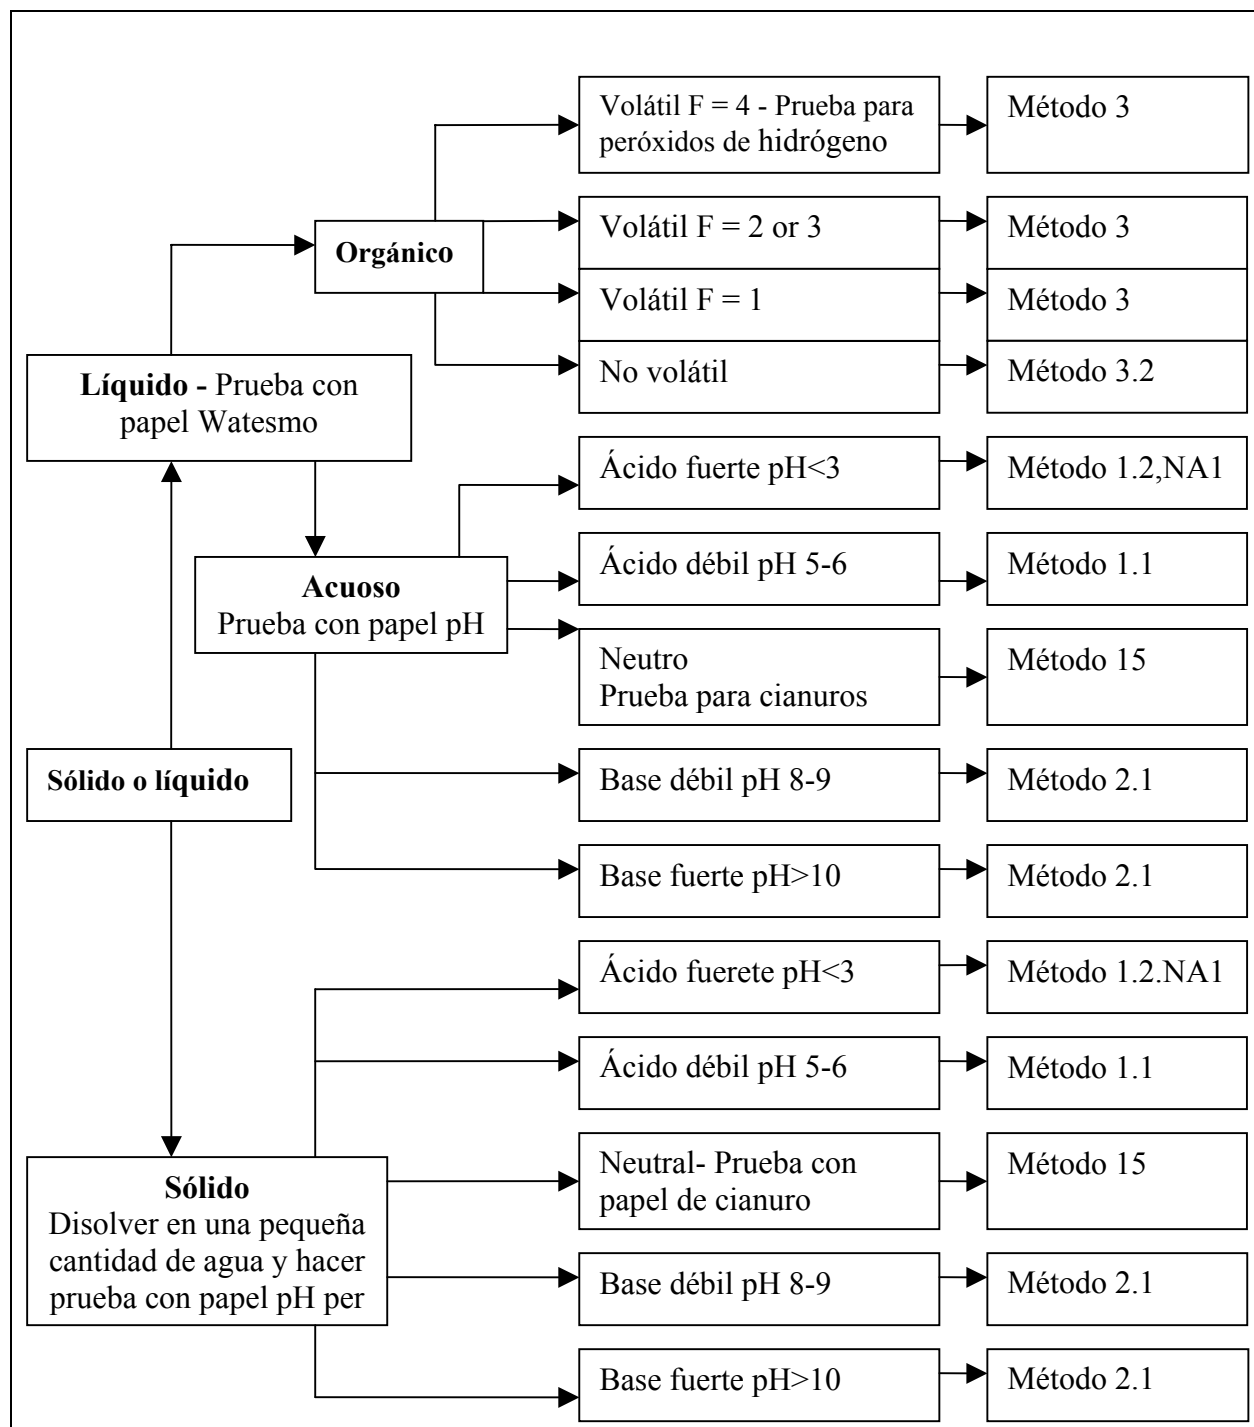 Volátil F = 4 - Prueba para
peróxidos de hidrógeno
Método 3
Volátil F = 2 or 3
Método 3
Orgánico
Volátil F = 1
Método 3
No volátil
Método 3.2
Líquido - Prueba con
papel Watesmo
Ácido fuerte pH<3
Método 1.2,NA1
Ácido débil pH 5-6
Método 1.1
Acuoso
Prueba con papel pH
Neutro
Prueba para cianuros
Método 15
Sólido o líquido
Base débil pH 8-9
Método 2.1
Base fuerte pH>10
Método 2.1
Ácido fuerete pH<3
Método 1.2.NA1
Ácido débil pH 5-6
Método 1.1
Sólido
Disolver en una pequeña
cantidad de agua y hacer
prueba con papel pH per
Neutral- Prueba con
papel de cianuro
Método 15
Base débil pH 8-9
Método 2.1
Base fuerte pH>10
Método 2.1